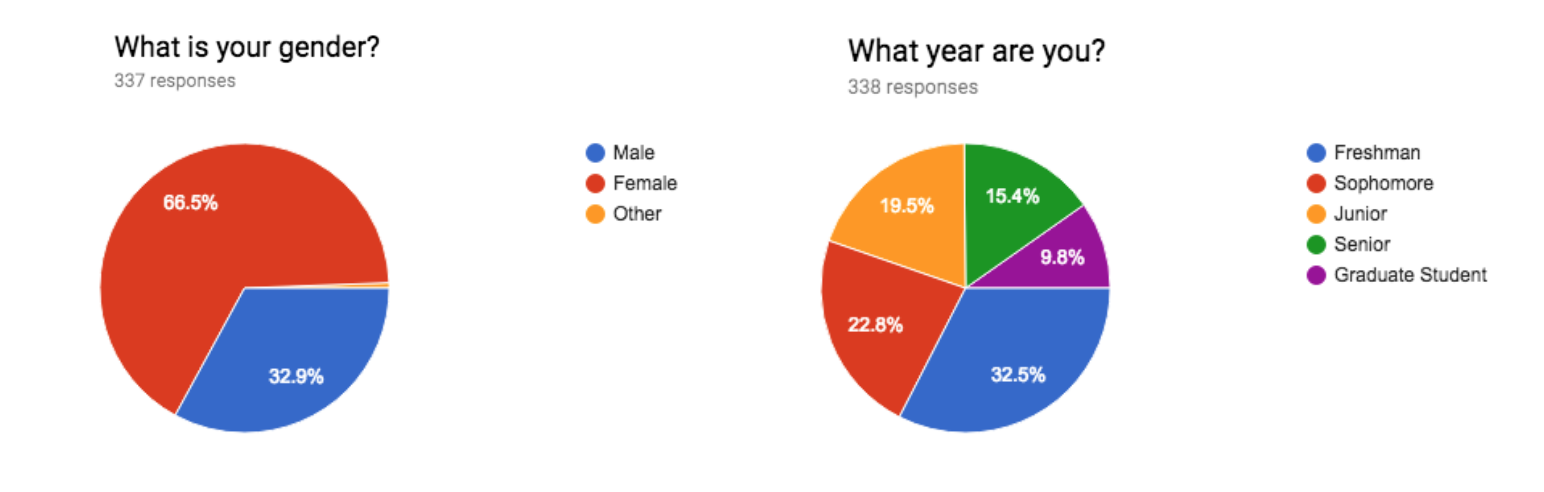 What is your gender?
337 responses
Male
Female
Other
66.5%
32.9%
What year are you?
338 responses
Freshman
Sophomore
Junior
Senior
Graduate Student
19.5%
15.4%
9.8%
22.8%
32.5%